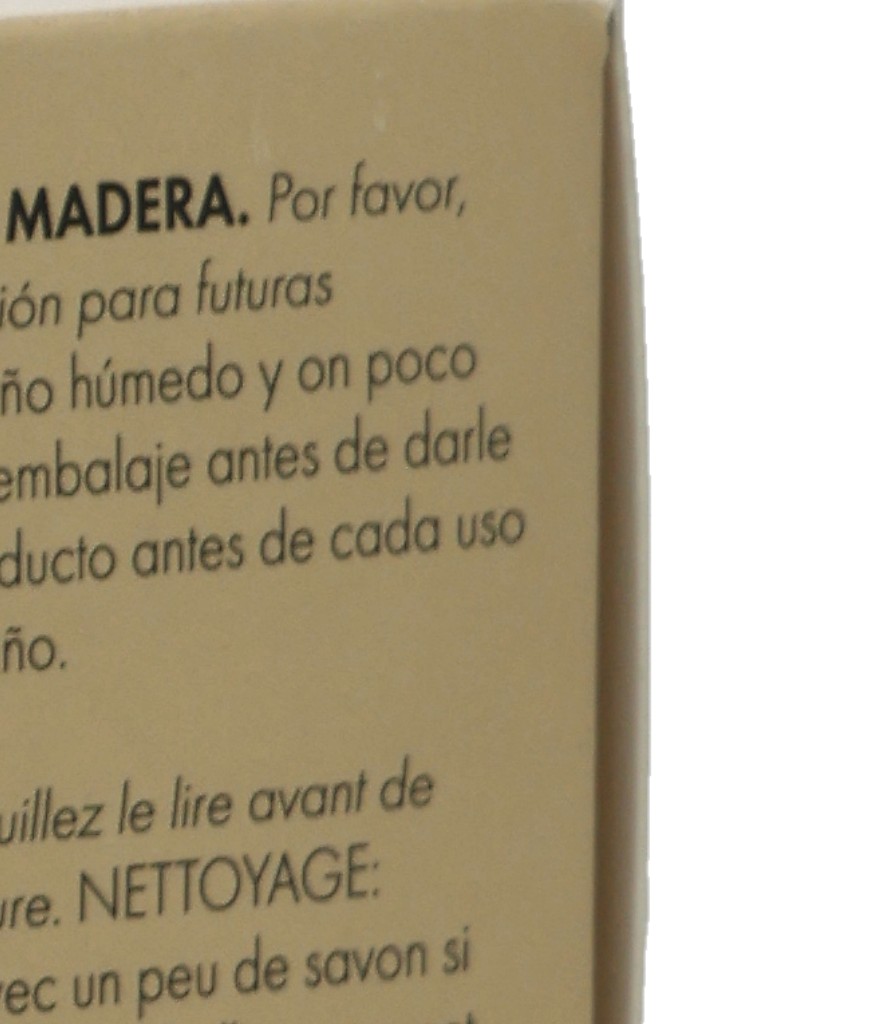 MADERA. Por favor,
ión para futuras
ño húmedo y on poco
embalaje antes de darle
ducto antes de cada uso
ño.
uillez le lire avant de
ure. NETTOYAGE:
vec un peu de savon si